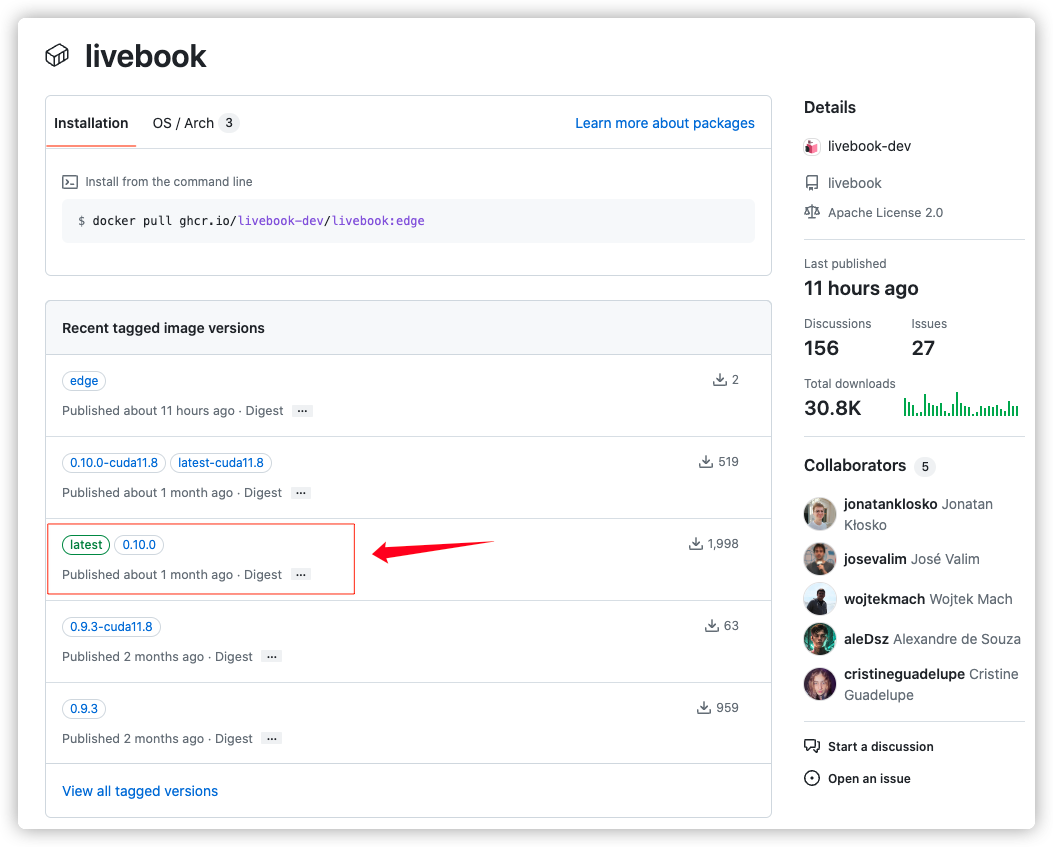 livebook
Installation
OS / Arch 3
Learn more about packages
Install from the command line
$ docker pull ghcr.io/livebook-dev/livebook:edge
Recent tagged image versions
edge
2
Published about 11 hours ago · Digest ···
0.10.0-cuda11.8 latest-cuda11.8
519
Published about 1 month ago · Digest ···
latest 0.10.0
1,998
Published about 1 month ago · Digest ···
0.9.3-cuda11.8
63
Published 2 months ago · Digest ···
0.9.3
959
Published 2 months ago · Digest ···
View all tagged versions
Details
livebook-dev
livebook
Apache License 2.0
Last published
11 hours ago
Discussions
156
Issues
27
Total downloads
30.8K
Collaborators 5
jonatanklosko Jonatan
Kłosko
josevalim José Valim
wojtekmach Wojtek Mach
aleDsz Alexandre de Souza
cristineguadelupe Cristine
Guadelupe
Start a discussion
Open an issue